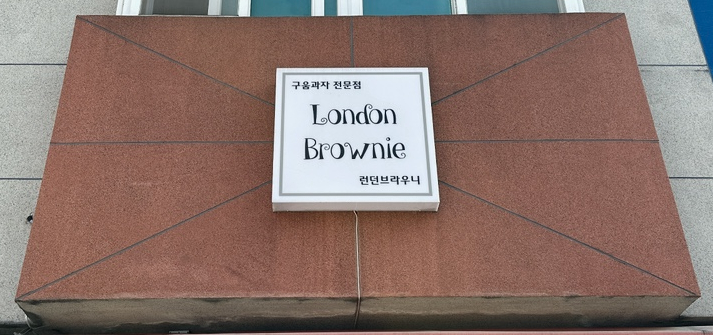 구움과자 전문점
London
Brownie
런던브라우니